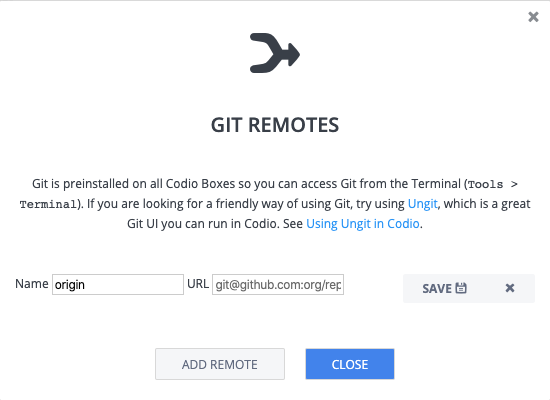 GIT REMOTES
Git is preinstalled on all Codio Boxes so you can access Git from the Terminal (Tools >
Terminal). If you are looking for a friendly way of using Git, try using Ungit, which is a great
Git UI you can run in Codio. See Using Ungit in Codio.
Name origin URL git@github.com:org/rep SAVE
ADD REMOTE CLOSE